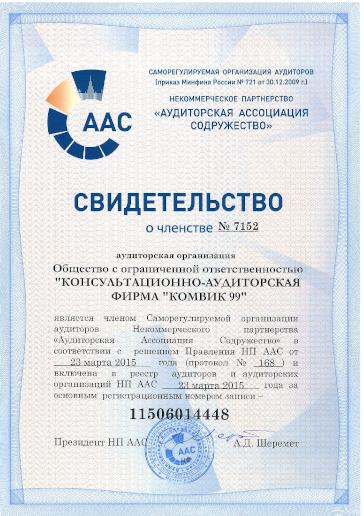 ААС
САМОРЕГУЛИРУЕМАЯ ОРГАНИЗАЦИЯ АУДИТОРОВ
(приказ Минфина России № 721 от 30.12.2009 г.)
НЕКОММЕРЧЕСКОЕ ПАРТНЕРСТВО
«АУДИТОРСКАЯ АССОЦИАЦИЯ
СОДРУЖЕСТВО»
СВИДЕТЕЛЬСТВО
о членстве № 7152
аудиторская организация
Общество с ограниченной ответственностью
"КОНСУЛЬТАЦИОННО-АУДИТОРСКАЯ
ФИРМА "КОМВИК 99"
является членом Саморегулируемой организации
аудиторов Некоммерческого партнерства
«Аудиторская Ассоциация Содружество» в
соответствии с решением Правления НП ААС от
23 марта 2015 года (протокол № 168 ) и
включена в реестр аудиторов и аудиторских
организаций НП ААС 23 марта 2015 года за
основным регистрационным номером записи –
11506014448
Президент НП ААС А.Д. Шеремет
ААС